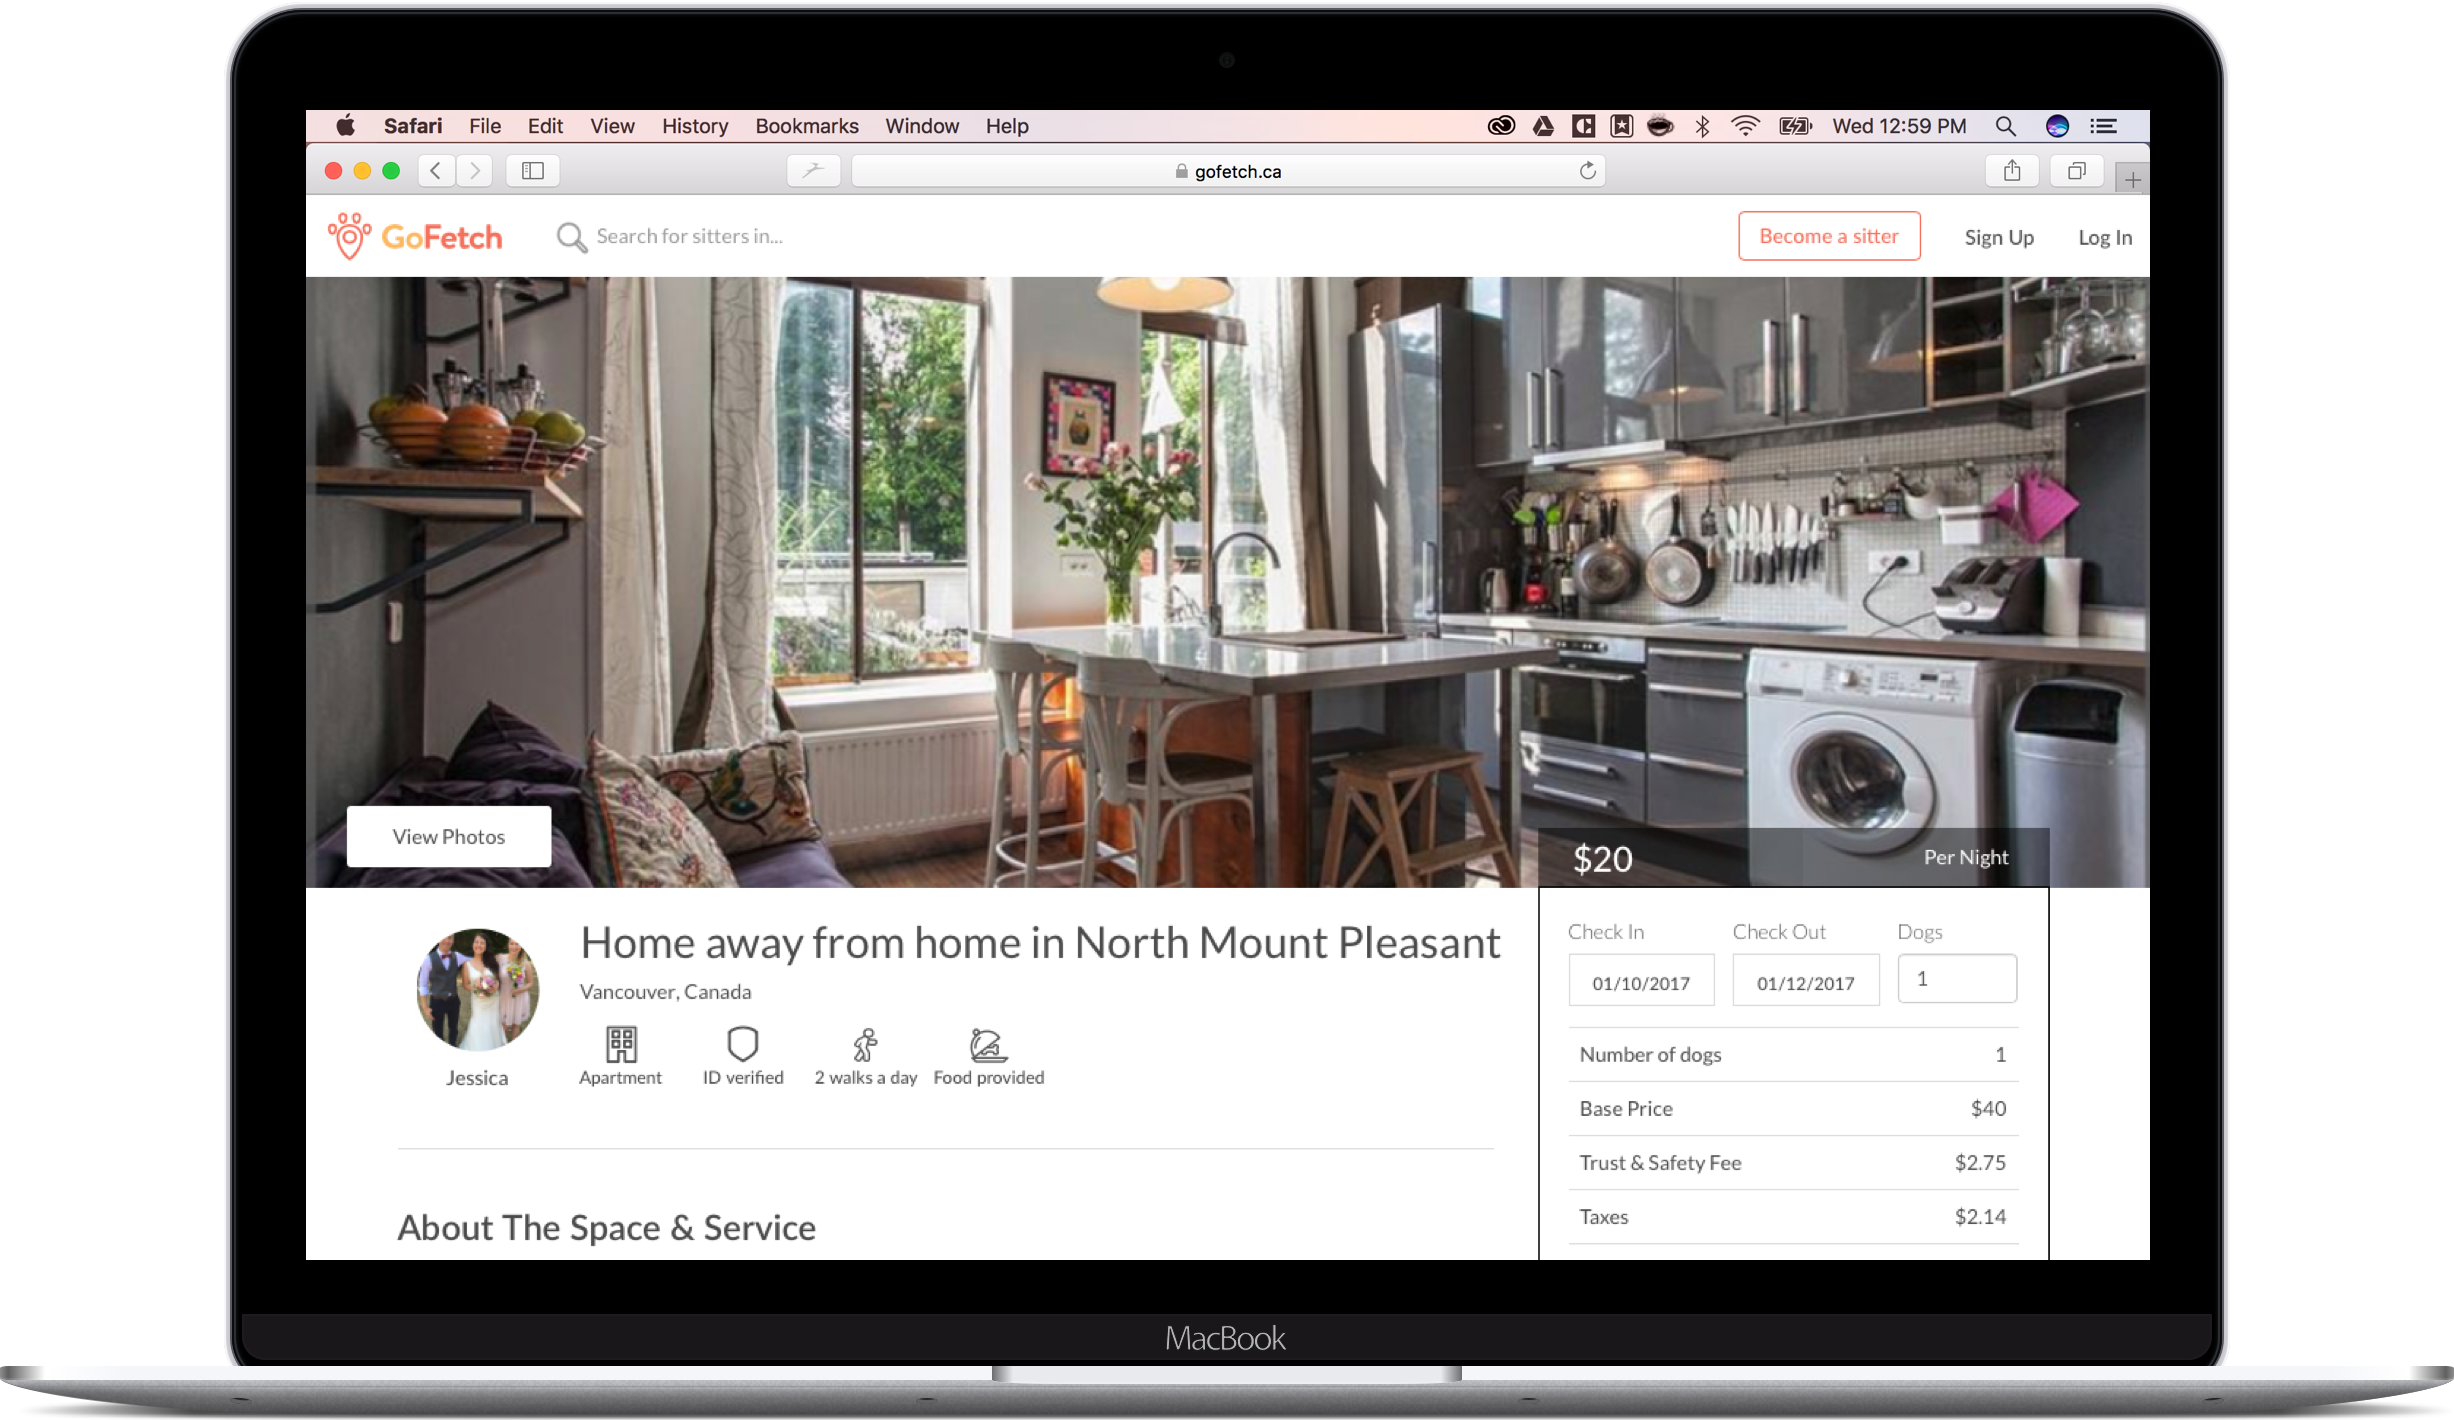 Safari File Edit View History Bookmarks Window Help Wed 12:59 PM
gofetch.ca
GoFetch Search for sitters in... Become a sitter Sign Up Log In
View Photos
$20 Per Night
Home away from home in North Mount Pleasant
Vancouver, Canada
Jessica
Apartment ID verified 2 walks a day Food provided
Check In Check Out Dogs
01/10/2017 01/12/2017 1
Number of dogs 1
Base Price $40
Trust & Safety Fee $2.75
Taxes $2.14
About The Space & Service
MacBook